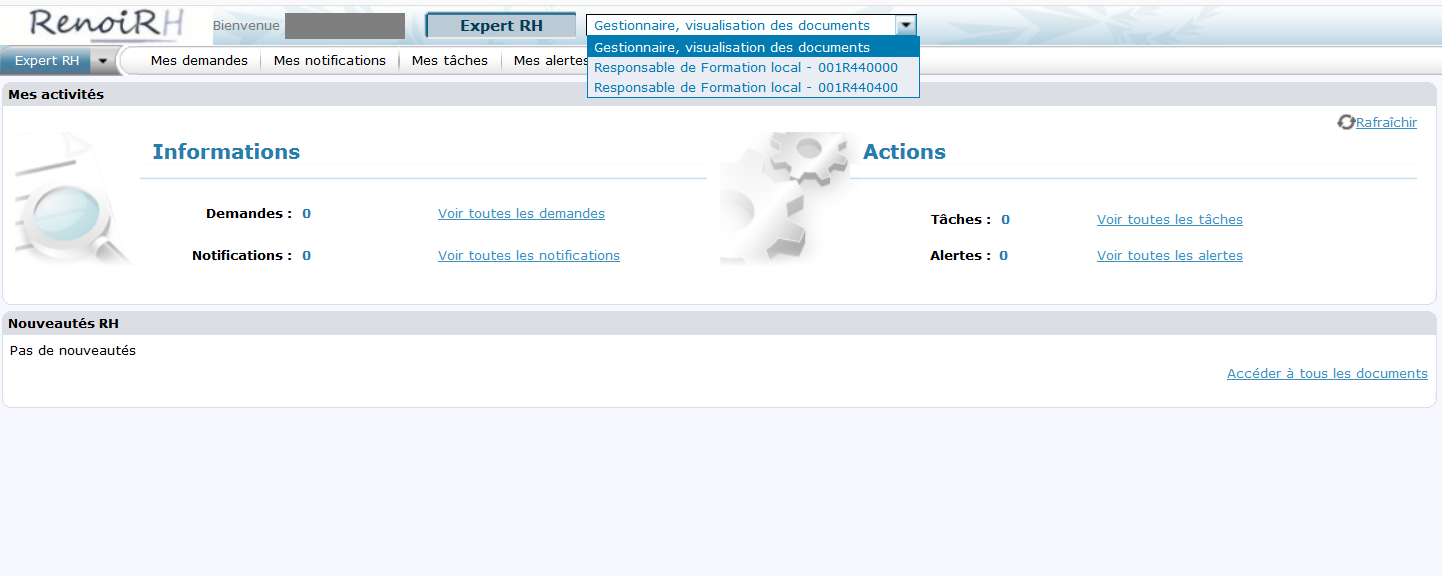 RenoiRH Bienvenue Expert RH Gestionnaire, visualisation des documents
Gestionnaire, visualisation des documents
Expert RH Mes demandes Mes notifications Mes tâches Mes alertes
Responsable de Formation local - 001R440000
Responsable de Formation local - 001R440400
Mes activités
Rafraîchir
Informations Actions
Demandes : 0 Voir toutes les demandes
Tâches : 0 Voir toutes les tâches
Notifications : 0 Voir toutes les notifications
Alertes : 0 Voir toutes les alertes
Nouveautés RH
Pas de nouveautés
Accéder à tous les documents